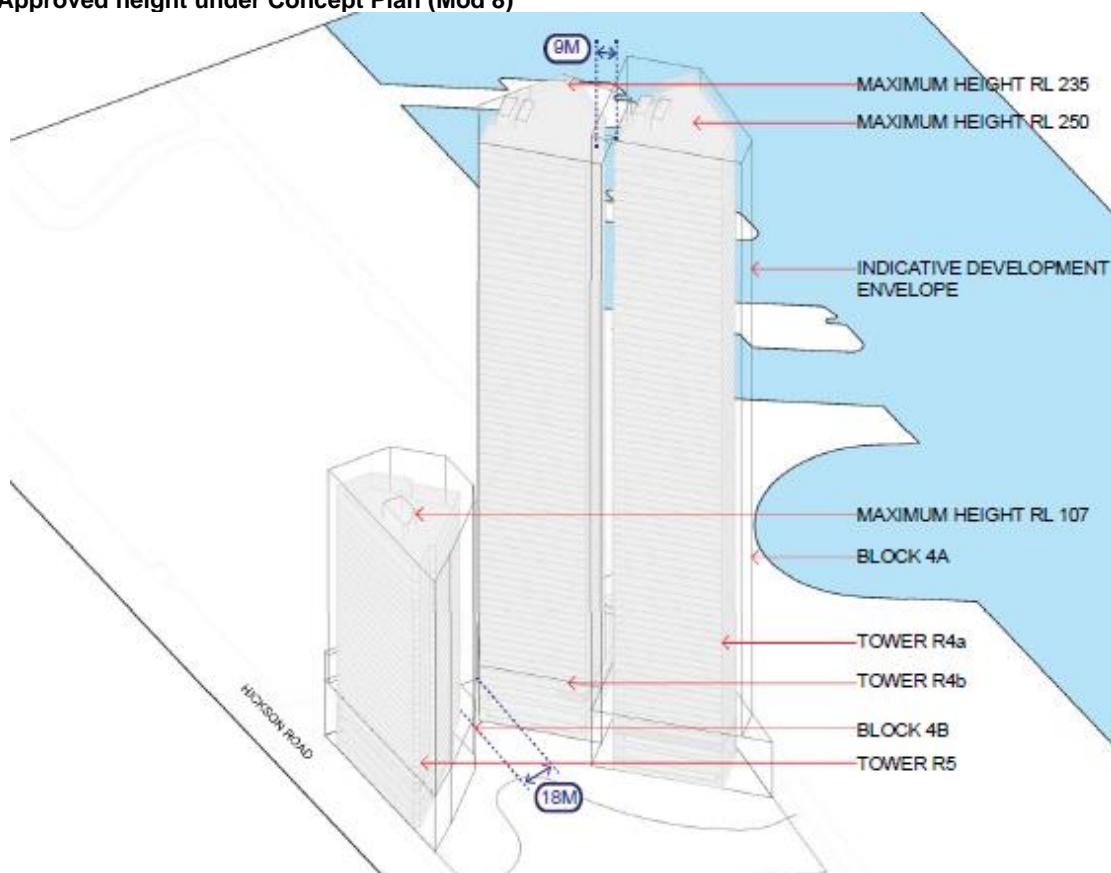 Approved height under Concept Plan (Mod 8)
9M
MAXIMUM HEIGHT RL 235
MAXIMUM HEIGHT RL 250
INDICATIVE DEVELOPMENT
ENVELOPE
MAXIMUM HEIGHT RL 107
BLOCK 4A
TOWER R4a
TOWER R4b
BLOCK 4B
TOWER R5
HICKSON ROAD
18M